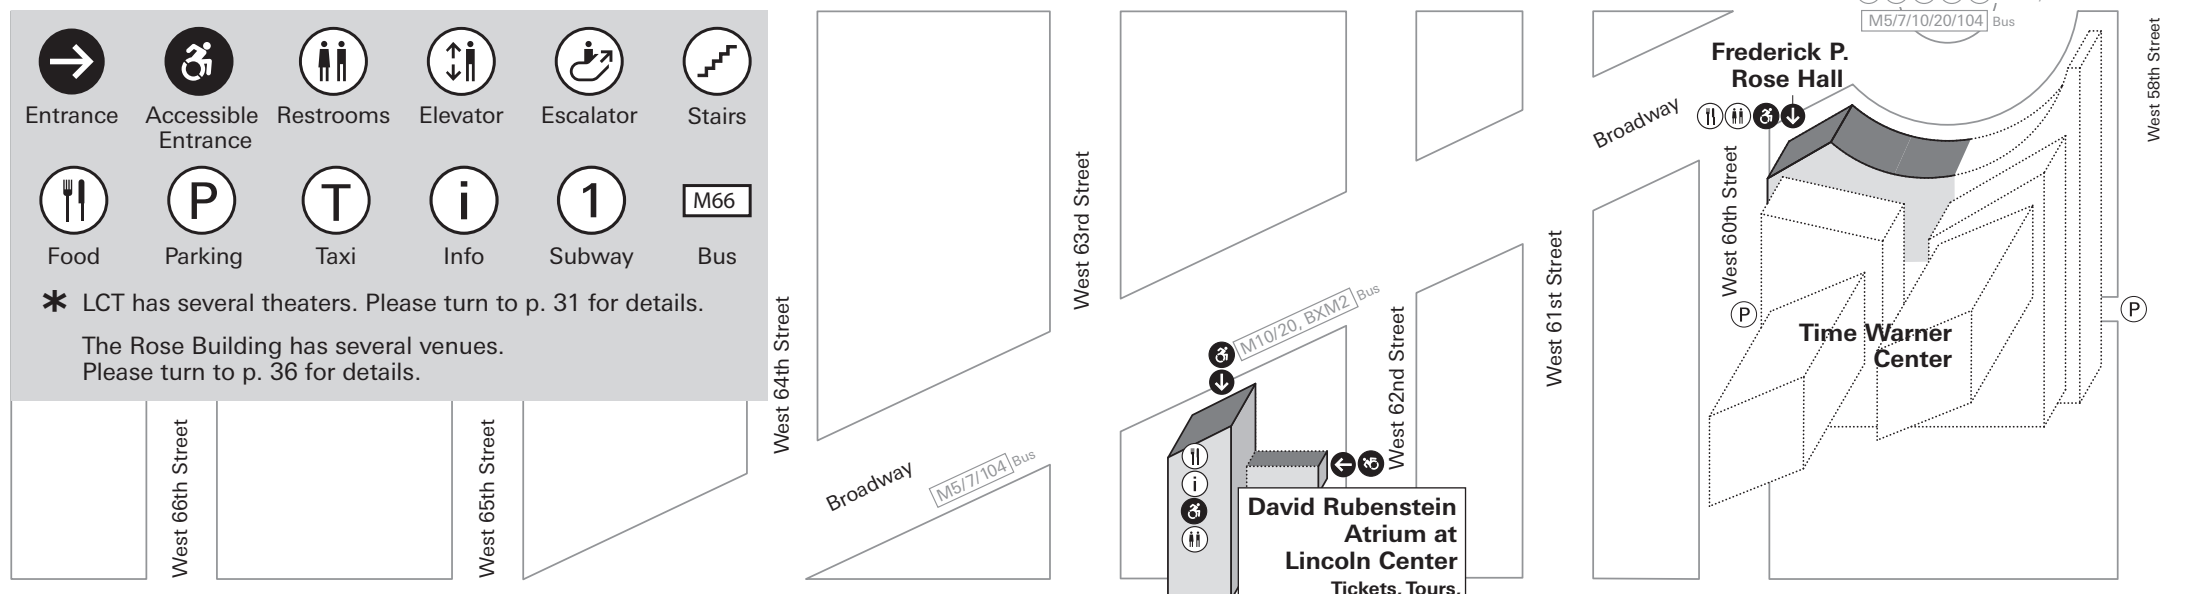 Entrance
Accessible
Entrance
Restrooms
Elevator
Escalator
Stairs
P
T
i
1
M66
Food
Parking
Taxi
Info
Subway
Bus
* LCT has several theaters. Please turn to p. 31 for details.
The Rose Building has several venues.
Please turn to p. 36 for details.
West 66th Street
West 65th Street
West 64th Street
Broadway
M5/7/104 Bus
West 63rd Street
M10/20, BXM2 Bus
West 62nd Street
i
David Rubenstein
Atrium at
Lincoln Center
Tickets, Tours,
West 61st Street
Broadway
M5/7/10/20/104 Bus
Frederick P.
Rose Hall
West 60th Street
P
Time Warner
Center
P
West 58th Street